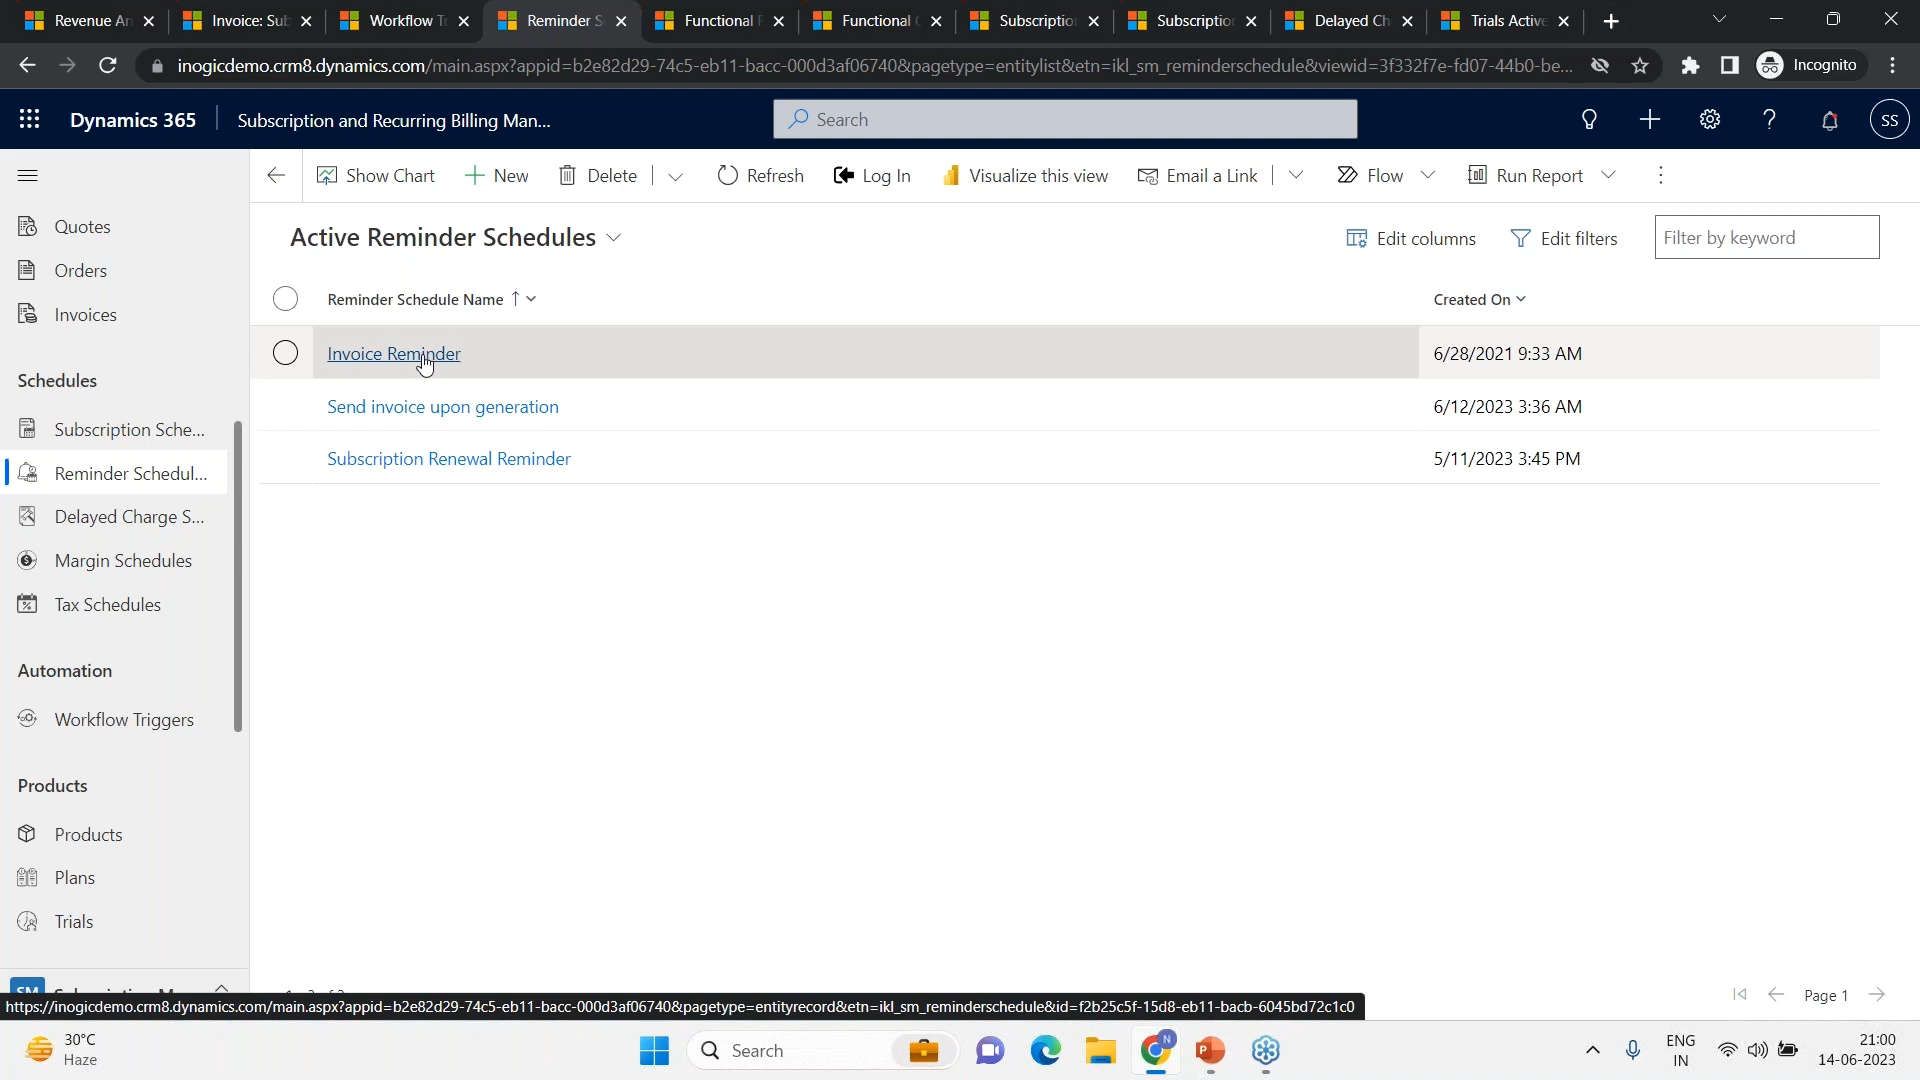 Revenue An
Invoice: Sub
Workflow Tr
Reminder S
Functional F
Functional C
Subscription
Subscription
Delayed Ch
Trials Active
inogicdemo.crm8.dynamics.com/main.aspx?appid=b2e82d29-74c5-eb11-bacc-000d3af06740&pagetype=entitylist&etn=ikl_sm_reminderschedule&viewid=3f332f7e-fd07-44b0-be...
Incognito
Dynamics 365
Subscription and Recurring Billing Man...
Search
SS
Show Chart
New
Delete
Refresh
Log In
Visualize this view
Email a Link
Flow
Run Report
Quotes
Orders
Invoices
Schedules
Subscription Sche...
Reminder Schedul...
Delayed Charge S...
Margin Schedules
Tax Schedules
Automation
Workflow Triggers
Products
Products
Plans
Trials
Active Reminder Schedules
Edit columns
Edit filters
Filter by keyword
Reminder Schedule Name
Created On
Invoice Reminder
6/28/2021 9:33 AM
Send invoice upon generation
6/12/2023 3:36 AM
Subscription Renewal Reminder
5/11/2023 3:45 PM
Page 1
https://inogicdemo.crm8.dynamics.com/main.aspx?appid=b2e82d29-74c5-eb11-bacc-000d3af06740&pagetype=entityrecord&etn=ikl_sm_reminderschedule&id=f2b25c5f-15d8-eb11-bacb-6045bd72c1c0
30°C
Haze
Search
N
ENG
IN
21:00
14-06-2023